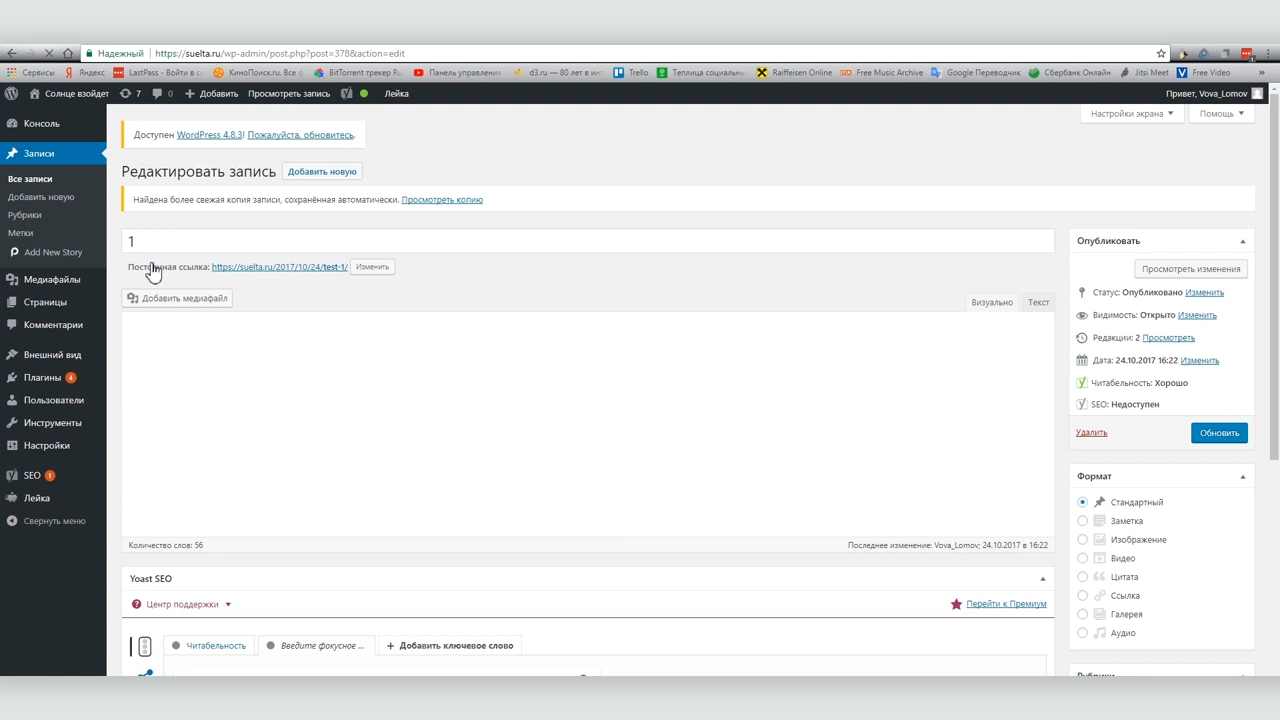 Надежный https://suelta.ru/wp-admin/post.php?post=378&action=edit
Сервисы Яндекс LastPass - Войти в с КиноПоиск.ru. Все ф BitTorrent трекер Ru Панель управления d3.ru — 80 лет в инт Trello Теплица социальны Raiffeisen Online Free Music Archive Google Переводчик Сбербанк Онлайн Jitsi Meet Free Video »
Солнце взойдет 7 0 Добавить Просмотреть запись Лейка Привет, Vova_Lomov
Настройки экрана Помощь
Консоль
Записи
Все записи
Добавить новую
Рубрики
Метки
Add New Story
Медиафайлы
Страницы
Комментарии
Внешний вид
Плагины 4
Пользователи
Инструменты
Настройки
SEO 1
Лейка
Свернуть меню
Доступен WordPress 4.8.3! Пожалуйста, обновитесь.
Редактировать запись Добавить новую
Найдена более свежая копия записи, сохранённая автоматически. Просмотреть копию
1
Постоянная ссылка: https://suelta.ru/2017/10/24/test-1/ Изменить
Добавить медиафайл
Визуально Текст
Количество слов: 56 Последнее изменение: Vova_Lomov; 24.10.2017 в 16:22
Yoast SEO
Центр поддержки Перейти к Премиум
Читабельность Введите фокусное ... + Добавить ключевое слово
Опубликовать
Просмотреть изменения
Статус: Опубликовано Изменить
Видимость: Открыто Изменить
Редакции: 2 Просмотреть
Дата: 24.10.2017 16:22 Изменить
Читабельность: Хорошо
SEO: Недоступен
Удалить Обновить
Формат
Стандартный
Заметка
Изображение
Видео
Цитата
Ссылка
Галерея
Аудио
Рубрики